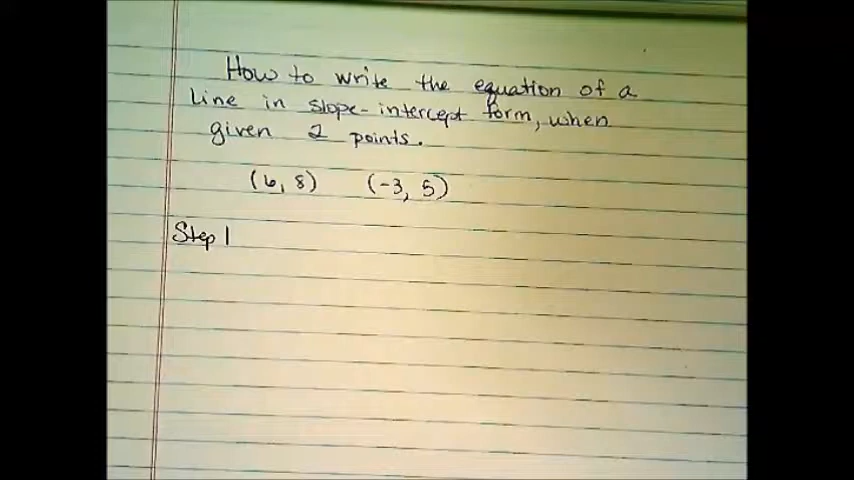 How to write the equation of a
line in slope-intercept form, when
given 2 points.
(6, 8) (-3, 5)
Step 1